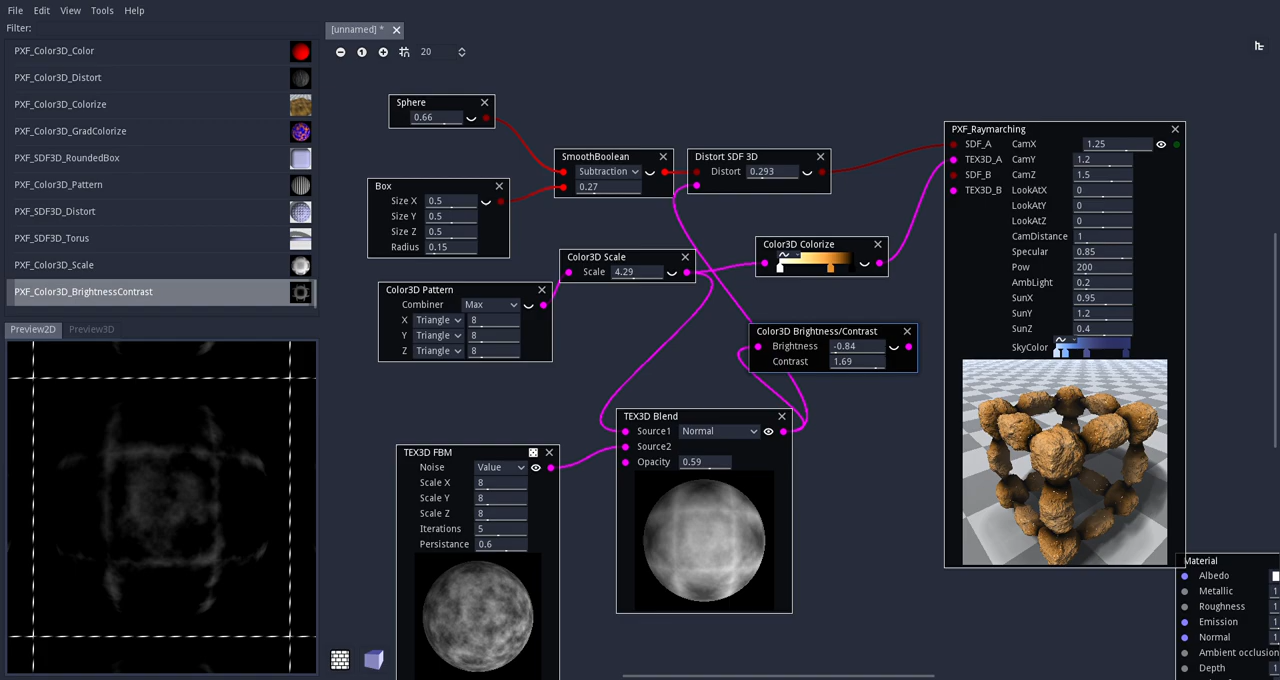 File Edit View Tools Help
Filter:
PXF_Color3D_Color
PXF_Color3D_Distort
PXF_Color3D_Colorize
PXF_Color3D_GradColorize
PXF_SDF3D_RoundedBox
PXF_Color3D_Pattern
PXF_SDF3D_Distort
PXF_SDF3D_Torus
PXF_Color3D_Scale
PXF_Color3D_BrightnessContrast
Preview2D Preview3D
[unnamed] *
20
Sphere
0.66
Box
Size X 0.5
Size Y 0.5
Size Z 0.5
Radius 0.15
SmoothBoolean
Subtraction
0.27
Distort SDF 3D
Distort 0.293
Color3D Scale
Scale 4.29
Color3D Colorize
Color3D Pattern
Combiner Max
X Triangle 8
Y Triangle 8
Z Triangle 8
Color3D Brightness/Contrast
Brightness -0.84
Contrast 1.69
TEX3D Blend
Source1 Normal
Source2
Opacity 0.59
TEX3D FBM
Noise Value
Scale X 8
Scale Y 8
Scale Z 8
Iterations 5
Persistance 0.6
PXF_Raymarching
SDF_A CamX 1.25
TEX3D_A CamY 1.2
SDF_B CamZ 1.5
TEX3D_B LookAtX 0
LookAtY 0
LookAtZ 0
CamDistance 1
Specular 0.85
Pow 200
AmbLight 0.2
SunX 0.95
SunY 1.2
SunZ 0.4
SkyColor
Material
Albedo
Metallic 1
Roughness 1
Emission
Normal
Ambient occlusion
Depth 1